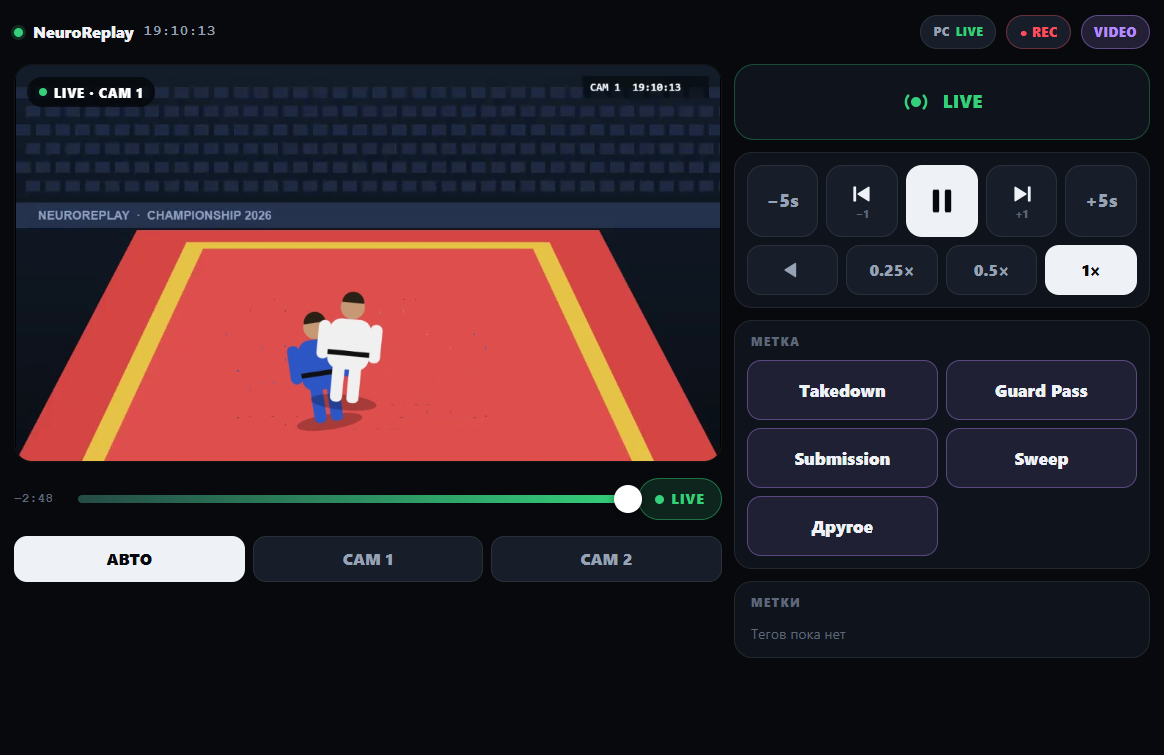 NeuroReplay 19:10:13
PC LIVE
● REC
VIDEO
LIVE · CAM 1
CAM 1 19:10:13
NEUROREPLAY · CHAMPIONSHIP 2026
−2:48
LIVE
АВТО
CAM 1
CAM 2
LIVE
−5s
−1
+1
+5s
0.25×
0.5×
1×
МЕТКА
Takedown
Guard Pass
Submission
Sweep
Другое
МЕТКИ
Тегов пока нет